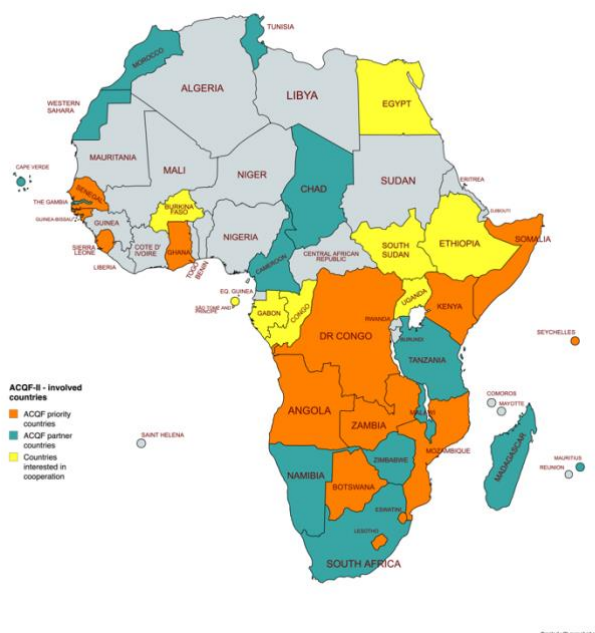 TUNISIA
MOROCCO
ALGERIA
LIBYA
EGYPT
WESTERN
SAHARA
CAPE VERDE
MAURITANIA
MALI
NIGER
CHAD
SUDAN
ERITREA
SENEGAL
THE GAMBIA
GUINEA-BISSAU
GUINEA
BURKINA
FASO
DJIBOUTI
SIERRA
LEONE
LIBERIA
COTE D'
IVOIRE
GHANA
TOGO
BENIN
NIGERIA
CAMEROON
CENTRAL AFRICAN
REPUBLIC
SOUTH
SUDAN
ETHIOPIA
SOMALIA
EQ. GUINEA
SÃO TOMÉ AND
PRINCIPE
GABON
CONGO
DR CONGO
UGANDA
KENYA
RWANDA
BURUNDI
TANZANIA
SEYCHELLES
ACQF-II - involved
countries
ACQF priority
countries
ACQF partner
countries
Countries
interested in
cooperation
SAINT HELENA
ANGOLA
ZAMBIA
MALAWI
MOZAMBIQUE
COMOROS
MAYOTTE
MADAGASCAR
MAURITIUS
REUNION
NAMIBIA
ZIMBABWE
BOTSWANA
ESWATINI
LESOTHO
SOUTH AFRICA